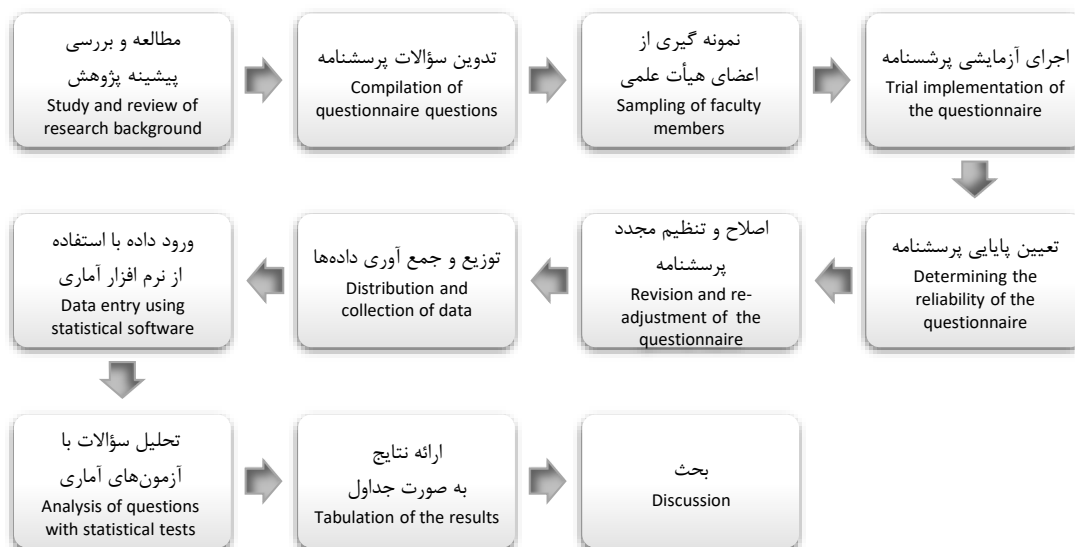 مطالعه و بررسی
پیشینه پژوهش
Study and review of
research background
تدوین سؤالات پرسشنامه
Compilation of
questionnaire questions
نمونه گیری از
اعضای هیأت علمی
Sampling of faculty
members
اجرای آزمایشی پرشسنامه
Trial implementation of
the questionnaire
تعیین پایایی پرسشنامه
Determining the
reliability of the
questionnaire
اصلاح و تنظیم مجدد
پرسشنامه
Revision and re-
adjustment of the
questionnaire
توزیع و جمع آوری داده‌ها
Distribution and
collection of data
ورود داده با استفاده
از نرم افزار آماری
Data entry using
statistical software
تحلیل سؤالات با
آزمون‌های آماری
Analysis of questions
with statistical tests
ارائه نتایج
به صورت جداول
Tabulation of the results
بحث
Discussion